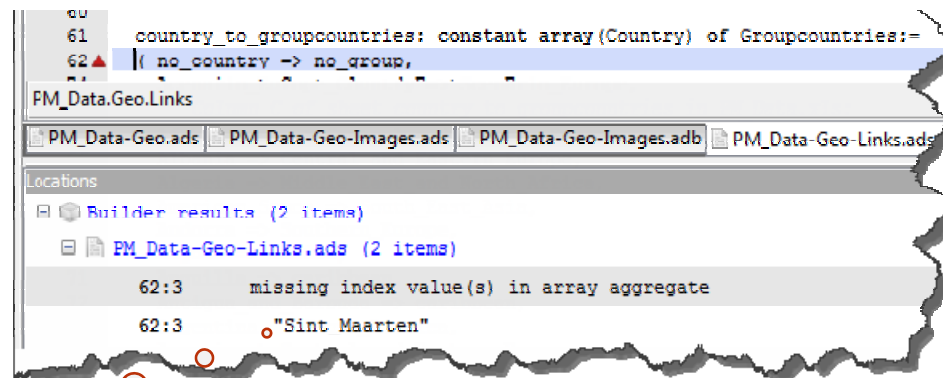 61 country_to_groupcountries: constant array(Country) of Groupcountries:=
62 ( no_country => no_group,
PM_Data.Geo.Links
PM_Data-Geo.ads PM_Data-Geo-Images.ads PM_Data-Geo-Images.adb PM_Data-Geo-Links.ads
Locations
Builder results (2 items)
PM_Data-Geo-Links.ads (2 items)
62:3 missing index value(s) in array aggregate
62:3 "Sint Maarten"